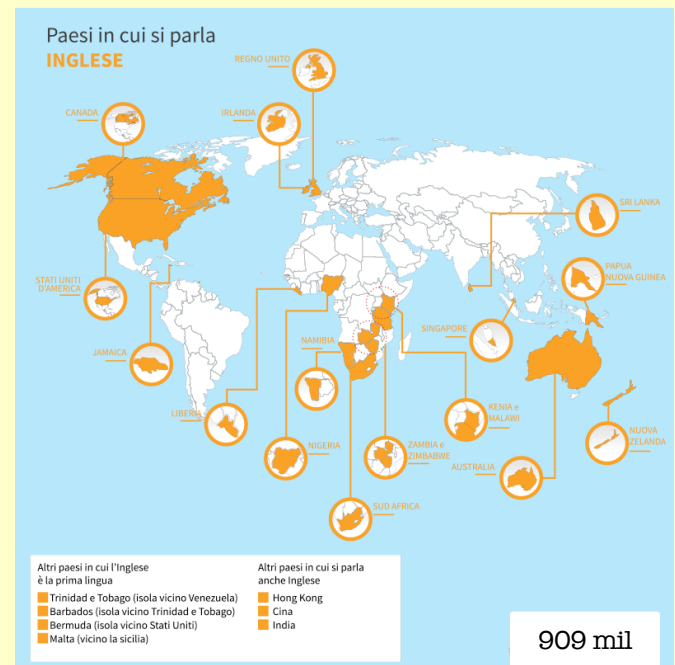 Paesi in cui si parla
INGLESE
REGNO UNITO
CANADA
IRLANDA
SRI LANKA
PAPUA
NUOVA GUINEA
STATI UNITI
D'AMERICA
SINGAPORE
NAMIBIA
JAMAICA
LIBERIA
KENIA e
MALAWI
NIGERIA
ZAMBIA e
ZIMBABWE
NUOVA
ZELANDA
AUSTRALIA
SUD AFRICA
Altri paesi in cui l'Inglese
è la prima lingua
Trinidad e Tobago (isola vicino Venezuela)
Barbados (isola vicino Trinidad e Tobago)
Bermuda (isola vicino Stati Uniti)
Malta (vicino la sicilia)
Altri paesi in cui si parla
anche Inglese
Hong Kong
Cina
India
909 mil